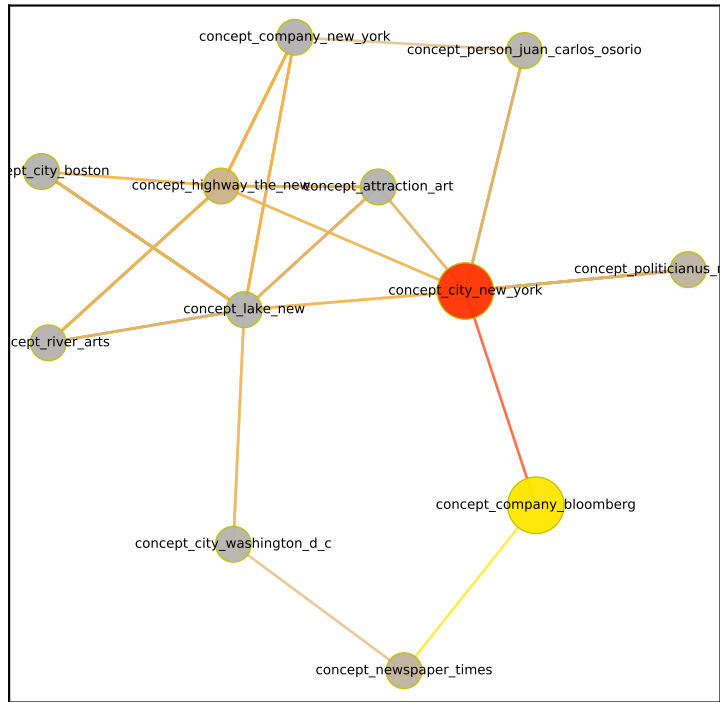 concept_company_new_york
concept_person_juan_carlos_osorio
ept_city_boston
concept_highway_the_new
concept_attraction_art
concept_politicianus_r
concept_city_new_york
concept_lake_new
cept_river_arts
concept_company_bloomberg
concept_city_washington_d_c
concept_newspaper_times